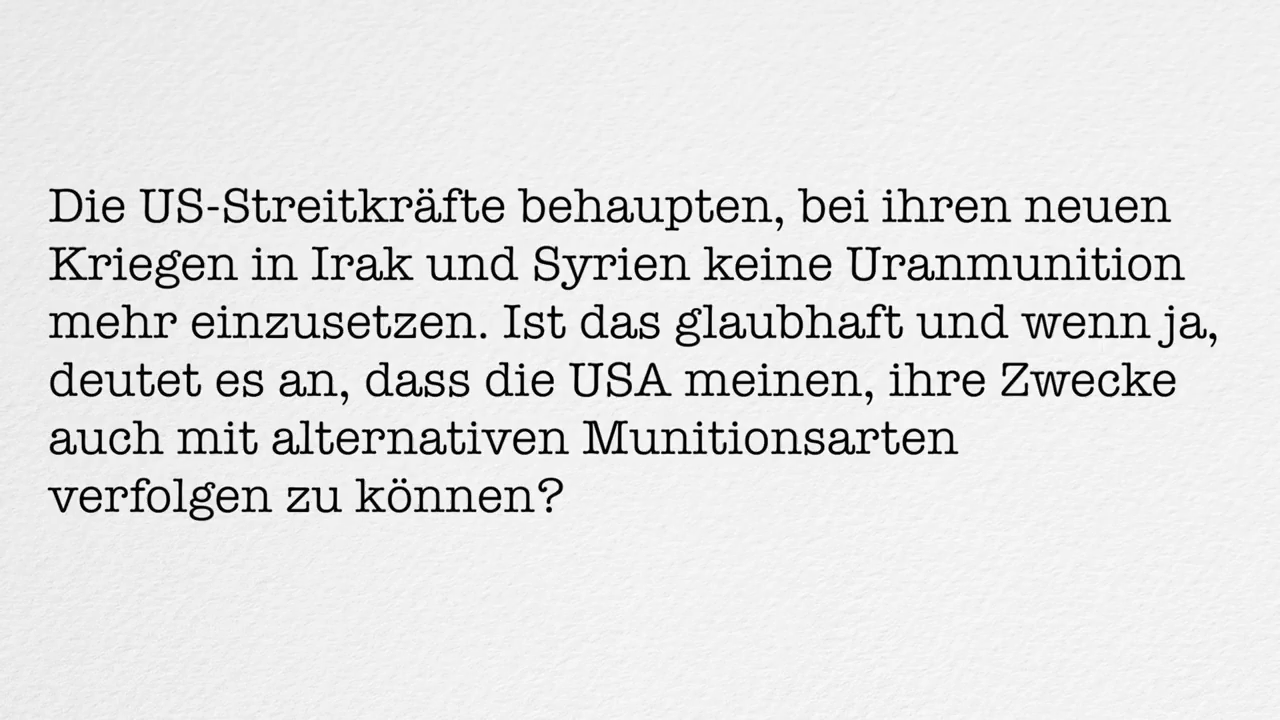 Die US-Streitkräfte behaupten, bei ihren neuen
Kriegen in Irak und Syrien keine Uranmunition
mehr einzusetzen. Ist das glaubhaft und wenn ja,
deutet es an, dass die USA meinen, ihre Zwecke
auch mit alternativen Munitionsarten
verfolgen zu können?